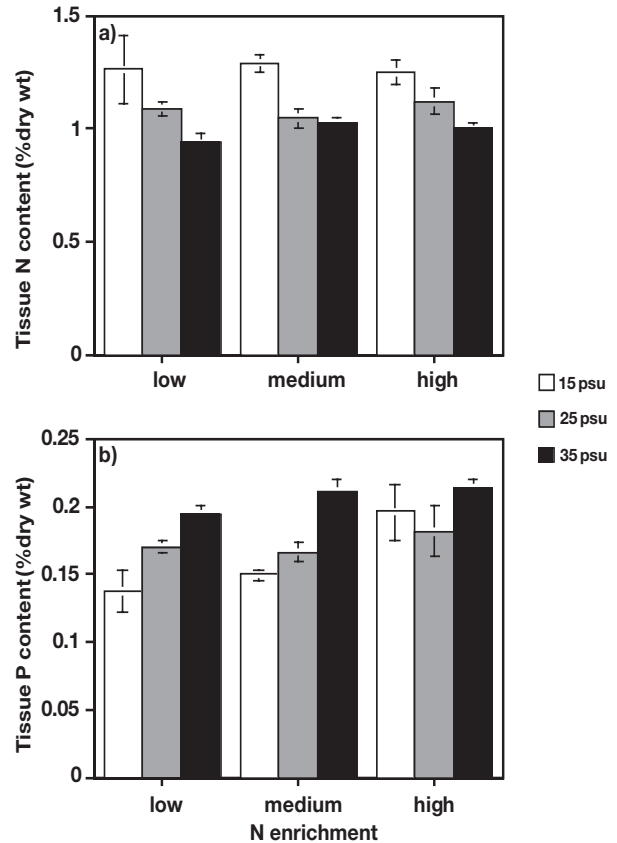 a)
Tissue N content (%dry wt)
1.5
1
0.5
0
low medium high
15 psu
25 psu
35 psu
b)
Tissue P content (%dry wt)
0.25
0.2
0.15
0.1
0.05
0
low medium high
N enrichment